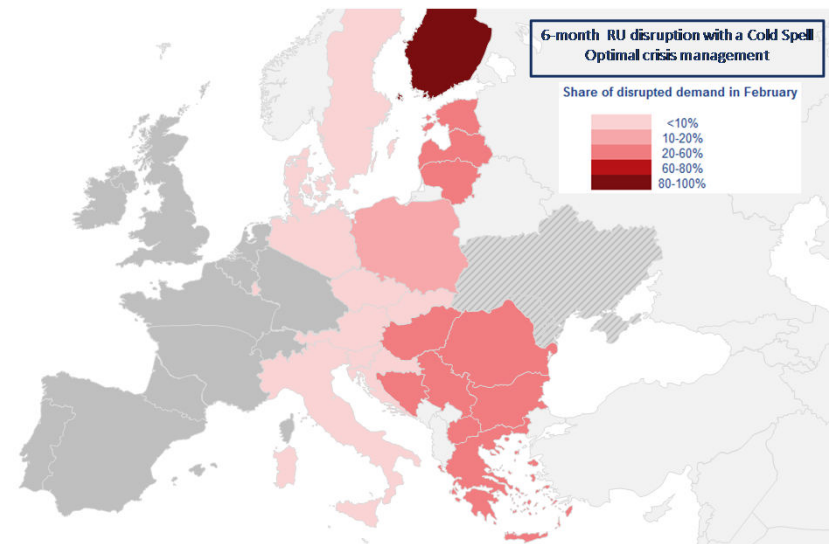 6-month RU disruption with a Cold Spell
Optimal crisis management
Share of disrupted demand in February
<10%
10-20%
20-60%
60-80%
80-100%